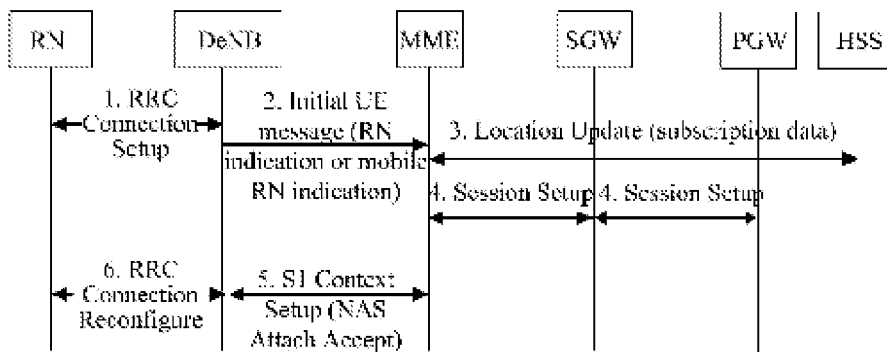 RN DeNB MME SGW PGW HSS
1. RRC
Connection
Setup
2. Initial UE
message (RN
indication or mobile
RN indication)
3. Location Update (subscription data)
4. Session Setup
4. Session Setup
6. RRC
Connection
Reconfigure
5. S1 Context
Setup (NAS
Attach Accept)